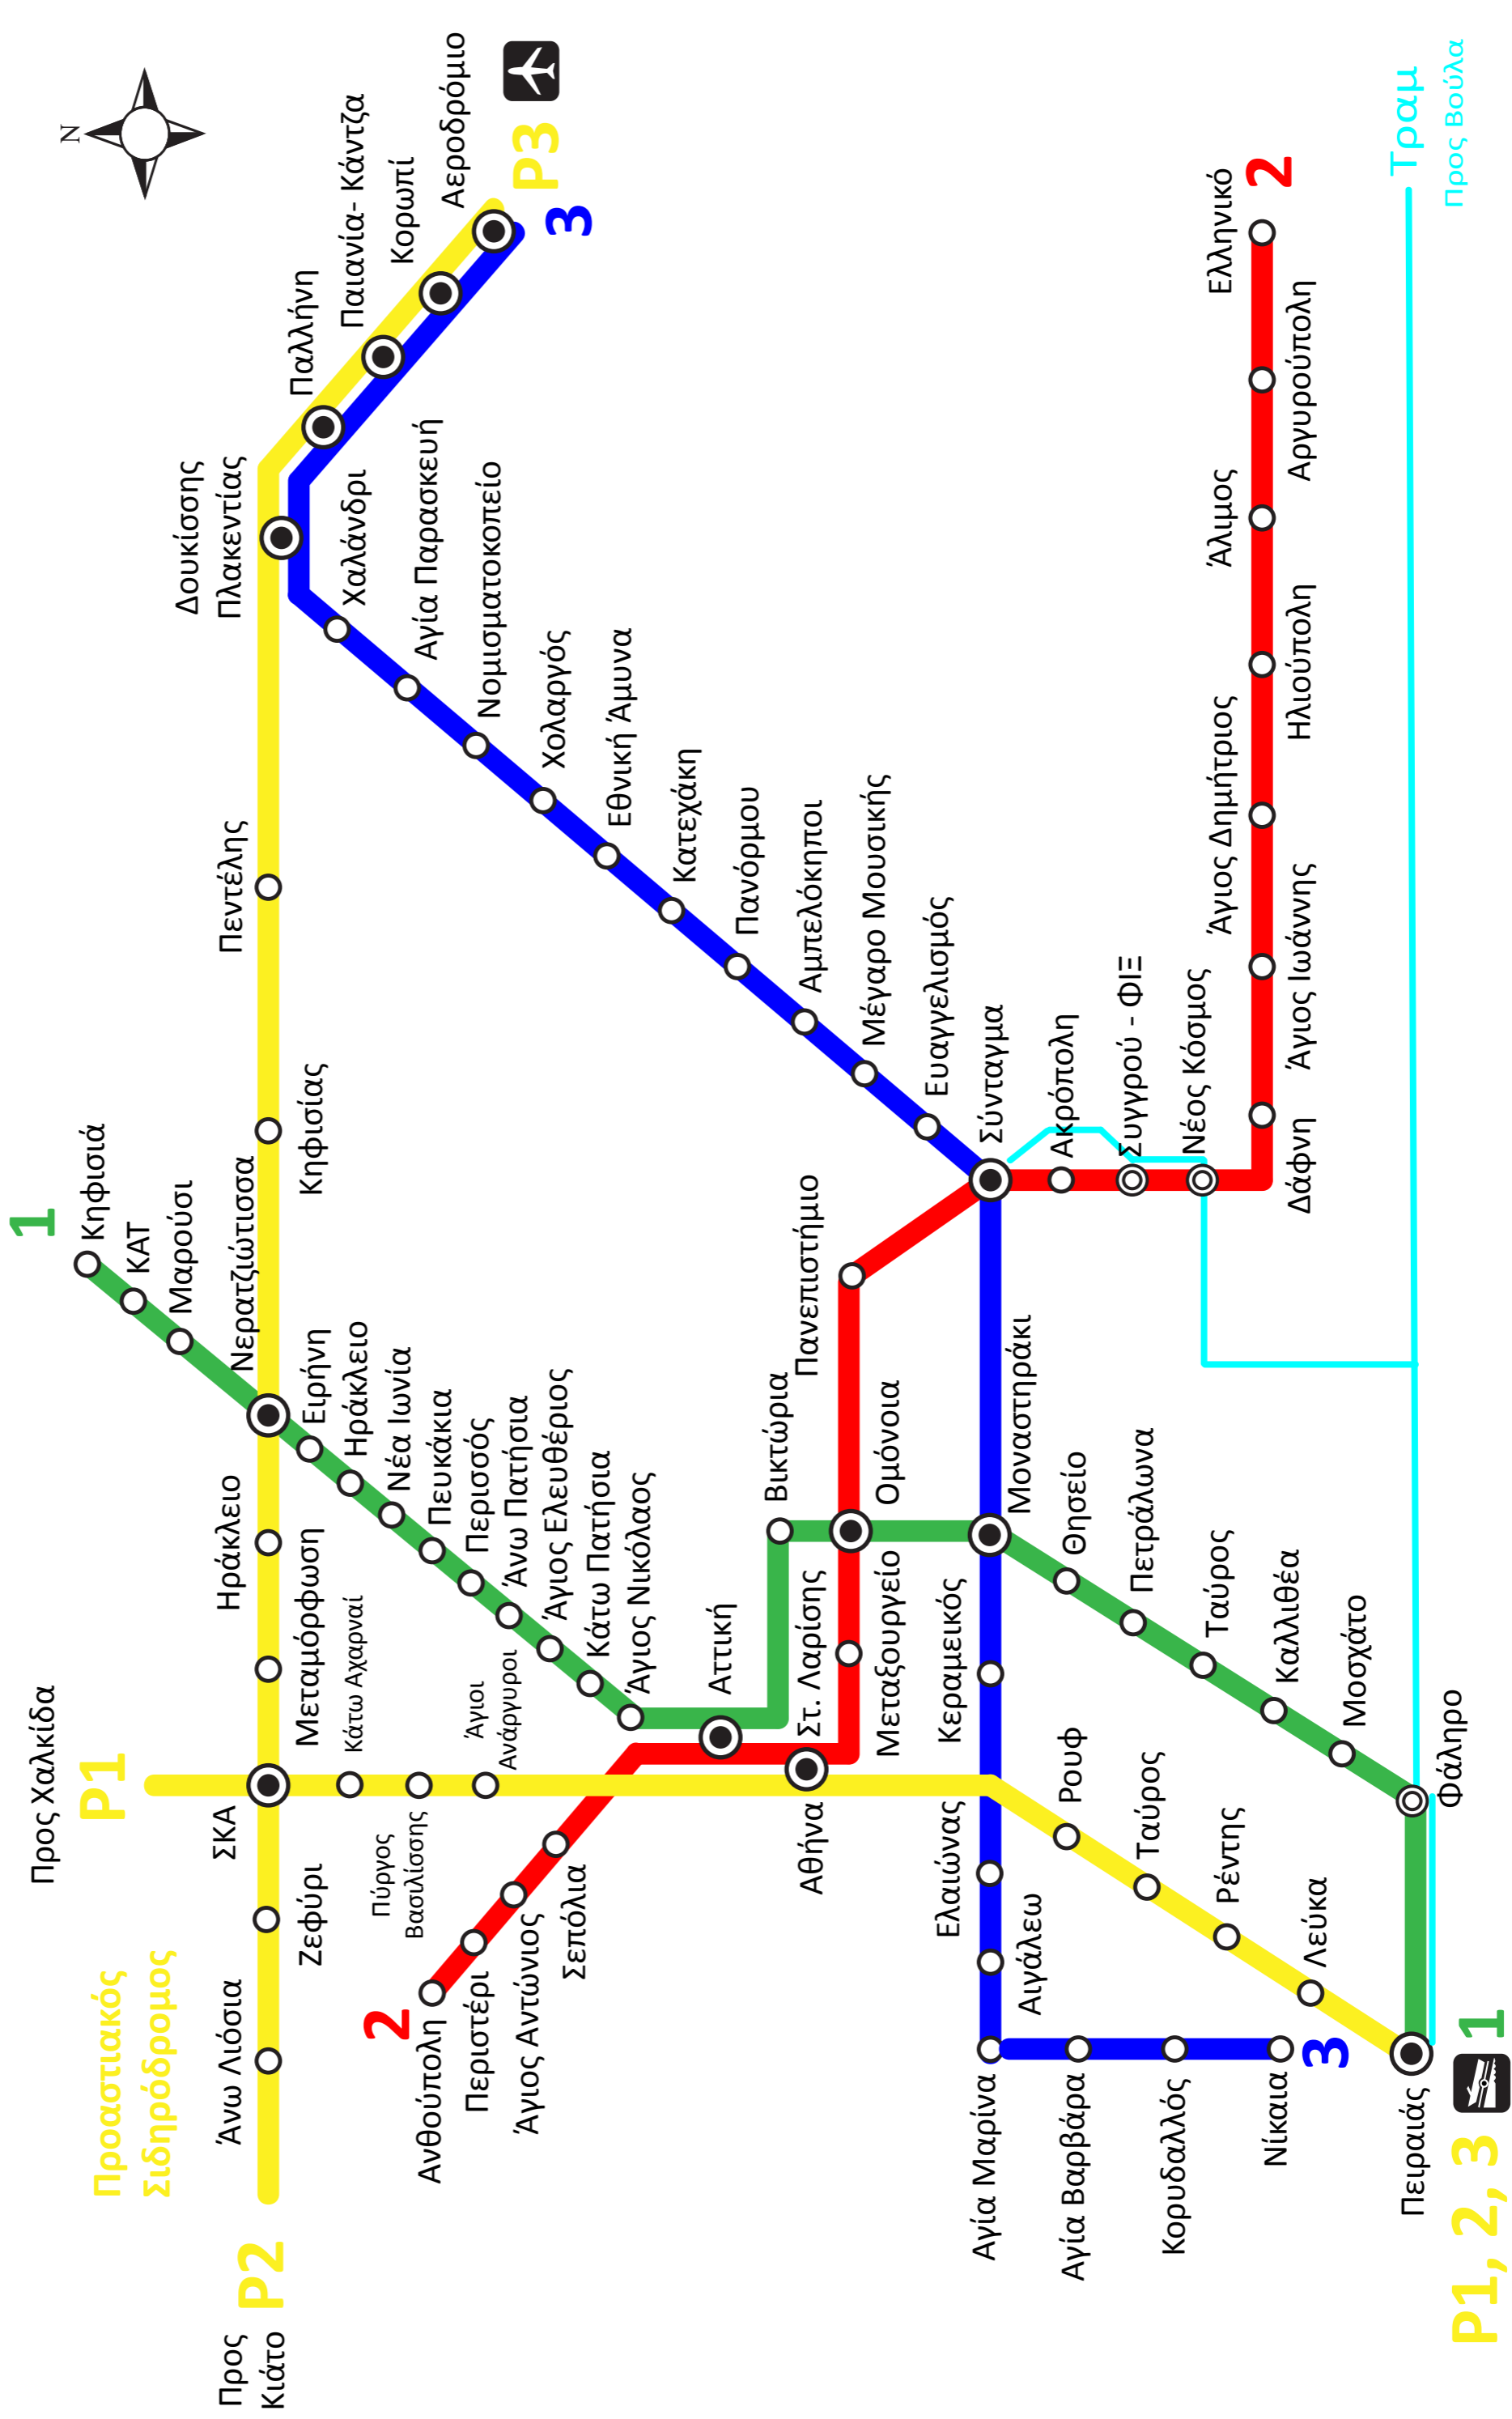 N
1
Κηφισιά
ΚΑΤ
Μαρούσι
Νερατζιώτισσα
Ειρήνη
Ηράκλειο
Νέα Ιωνία
Πευκάκια
Περισσός
Άνω Πατήσια
Άγιος Ελευθέριος
Κάτω Πατήσια
Άγιος Νικόλαος
Αττική
Βικτώρια
Ομόνοια
Μοναστηράκι
Θησείο
Πετράλωνα
Ταύρος
Καλλιθέα
Μοσχάτο
Φάληρο
Πειραιάς
1
P1, 2, 3
2
Ανθούπολη
Περιστέρι
Άγιος Αντώνιος
Σεπόλια
Στ. Λαρίσης
Μεταξουργείο
Πανεπιστήμιο
Σύνταγμα
Ακρόπολη
Συγγρού - ΦΙΞ
Νέος Κόσμος
Δάφνη
Άγιος Ιωάννης
Άγιος Δημήτριος
Ηλιούπολη
Άλιμος
Αργυρούπολη
Ελληνικό
2
3
Νίκαια
Κορυδαλλός
Αγία Βαρβάρα
Αγία Μαρίνα
Αιγάλεω
Ελαιώνας
Κεραμεικός
Ευαγγελισμός
Μέγαρο Μουσικής
Αμπελόκηποι
Πανόρμου
Κατεχάκη
Εθνική Άμυνα
Χολαργός
Νομισματοκοπείο
Αγία Παρασκευή
Χαλάνδρι
Δουκίσσης
Πλακεντίας
Παλλήνη
Παιανία- Κάντζα
Κορωπί
Αεροδρόμιο
P3
3
Προαστιακός
Σιδηρόδρομος
Προς
Κιάτο
P2
Άνω Λιόσια
Ζεφύρι
ΣΚΑ
Μεταμόρφωση
Ηράκλειο
Κηφισίας
Πεντέλης
Προς Χαλκίδα
P1
Κάτω Αχαρναί
Πύργος
Βασιλίσσης
Άγιοι
Ανάργυροι
Αθήνα
Ρουφ
Ταύρος
Ρέντης
Λεύκα
Τραμ
Προς Βούλα